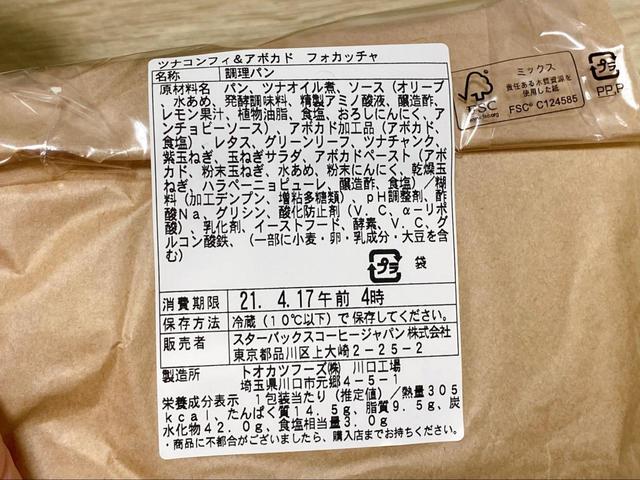 ツナコンフィ&アボカド フォカッチャ
名称 調理パン
原材料名 パン、ツナオイル煮、ソース(オリーブ
、水あめ、発酵調味料、精製アミノ酸液、醸造酢、
レモン果汁、植物油脂、食塩、おろしにんにく、ア
ンチョビーソース)、アボカド加工品(アボカド、
食塩)、レタス、グリーンリーフ、ツナチャンク、
紫玉ねぎ、玉ねぎサラダ、アボカドペースト(アボ
カド、粉末玉ねぎ、水あめ、粉末にんにく、乾燥玉
ねぎ、ハラペーニョピューレ、醸造酢、食塩)/糊
料(加工デンプン、増粘多糖類)、pH調整剤、酢
酸Na、グリシン、酸化防止剤(V.C、α-リポ
酸)、乳化剤、イーストフード、酵素、V.C、グ
ルコン酸鉄、(一部に小麦・卵・乳成分・大豆を含
む)
プラ 袋
消費期限 21. 4.17午前 4時
保存方法 冷蔵(10℃以下)で保存してください。
販売者 スターバックスコーヒージャパン株式会社
東京都品川区上大崎2-25-2
製造所 トオカツフーズ㈱ 川口工場
埼玉県川口市元郷4-5-1
栄養成分表示 1包装当たり(推定値)/熱量305
kcal、たんぱく質14.5g、脂質9.5g、炭
水化物42.0g、食塩相当量3.0g
・商品に不都合がございましたら、購入店までお持ちください。
FSC
ミックス
責任ある木質資源を
使用した紙
FSC® C124585
プラ
PP,P